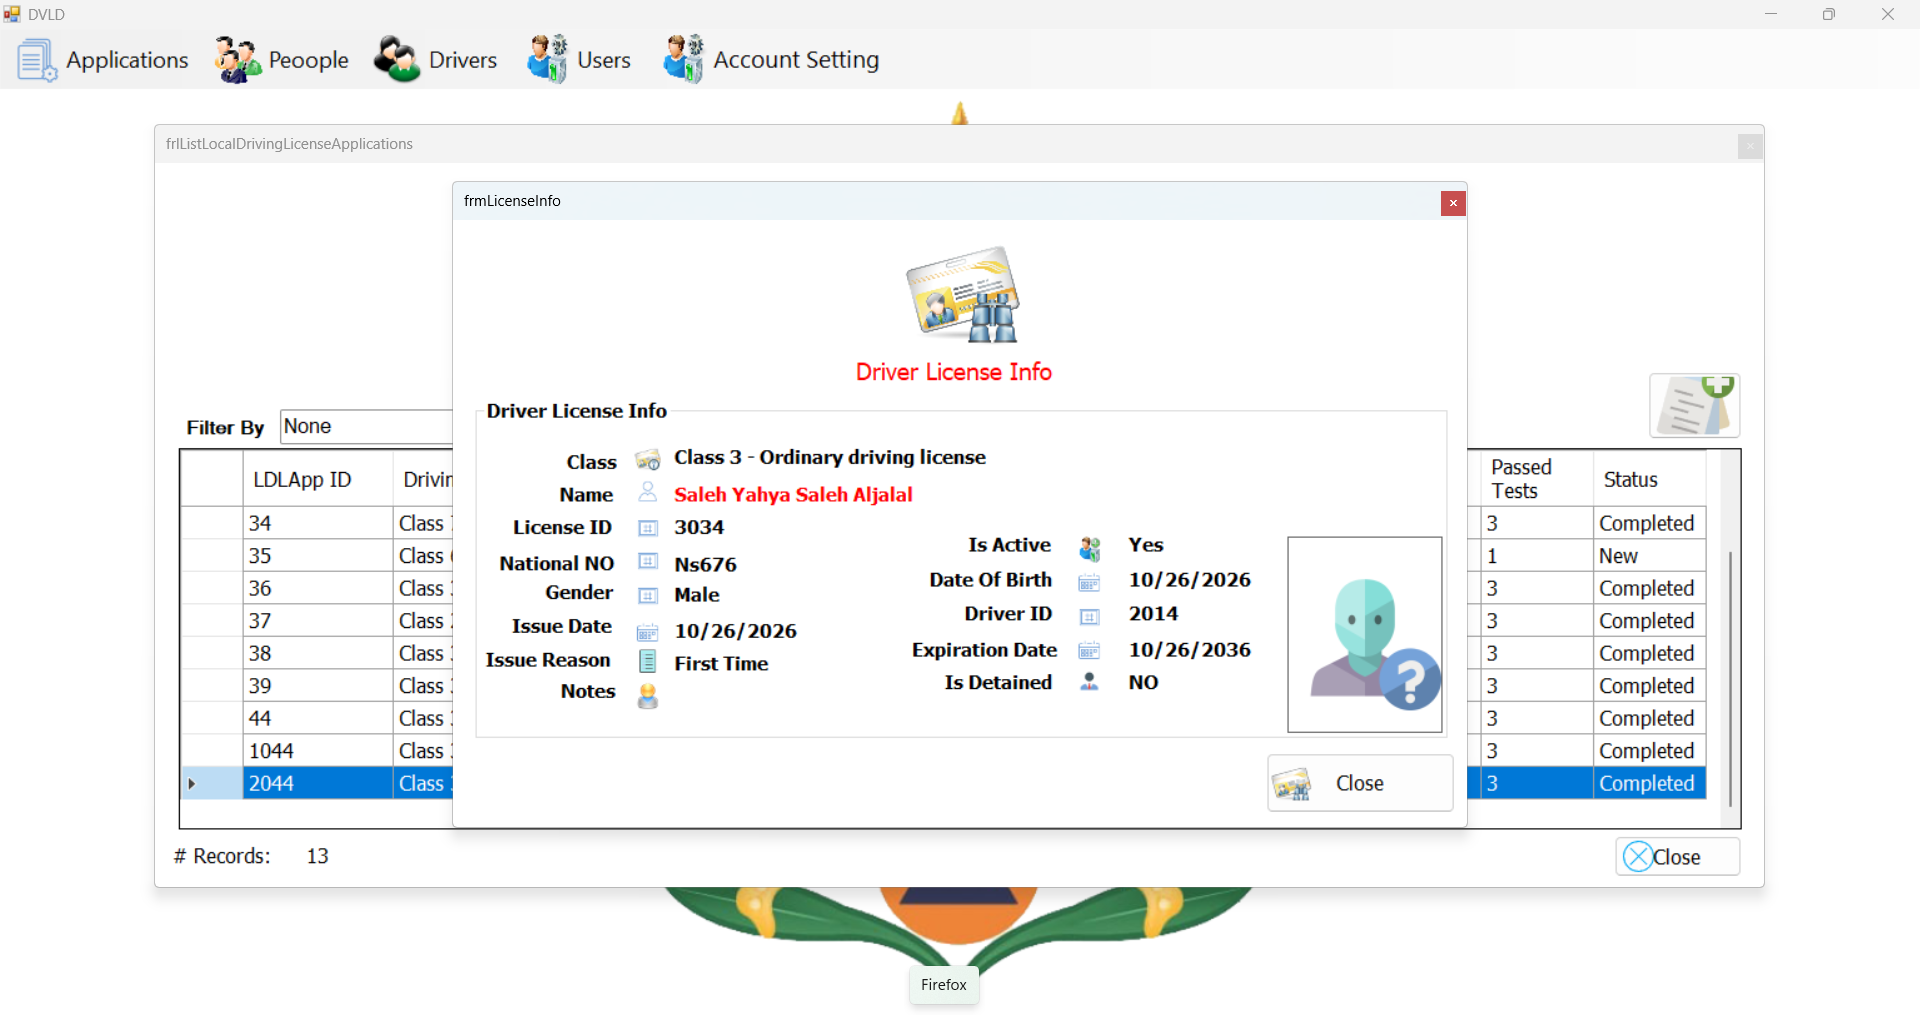 DVLD
Applications Peoople Drivers Users Account Setting
frlListLocalDrivingLicenseApplications
frmLicenseInfo
Driver License Info
Driver License Info
Class Class 3 - Ordinary driving license
Name Saleh Yahya Saleh Aljalal
License ID 3034
National NO Ns676
Gender Male
Issue Date 10/26/2026
Issue Reason First Time
Notes
Is Active Yes
Date Of Birth 10/26/2026
Driver ID 2014
Expiration Date 10/26/2036
Is Detained NO
Close
Filter By None
LDLApp ID Drivin Passed Tests Status
34 Class 3 Completed
35 Class 1 New
36 Class 3 Completed
37 Class 3 Completed
38 Class 3 Completed
39 Class 3 Completed
44 Class 3 Completed
1044 Class 3 Completed
2044 Class 3 Completed
# Records: 13
Close
Firefox